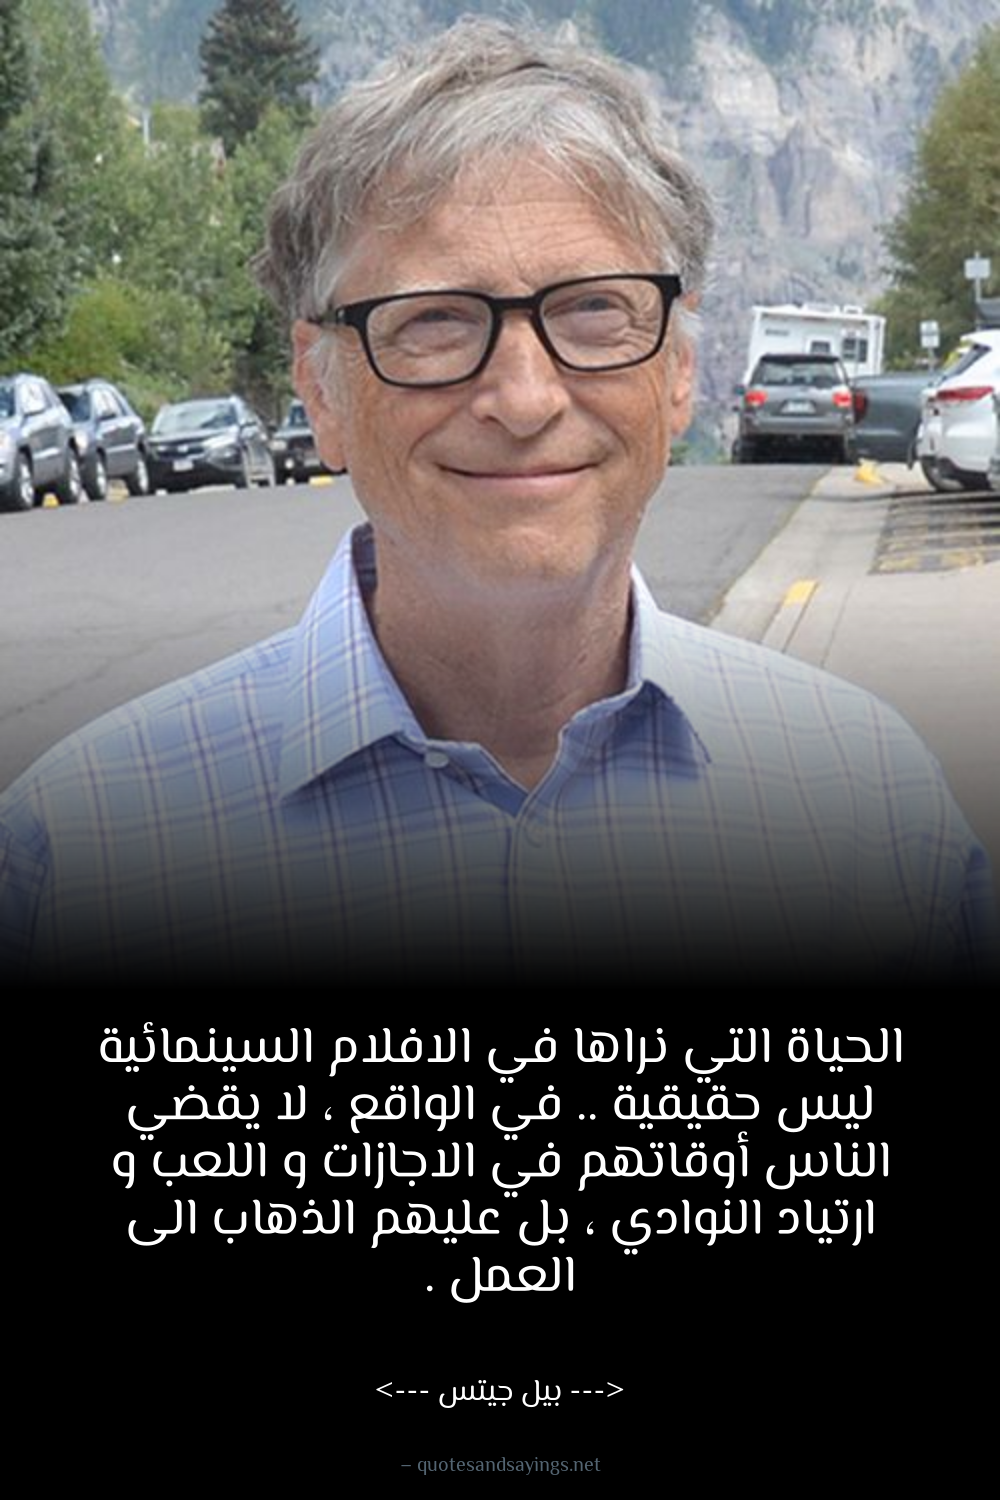 الحياة التي نراها في الافلام السينمائية
ليس حقيقية .. في الواقع ، لا يقضي
الناس أوقاتهم في الاجازات و اللعب و
ارتياد النوادي ، بل عليهم الذهاب الى
العمل .
<--- بيل جيتس --->
– quotesandsayings.net